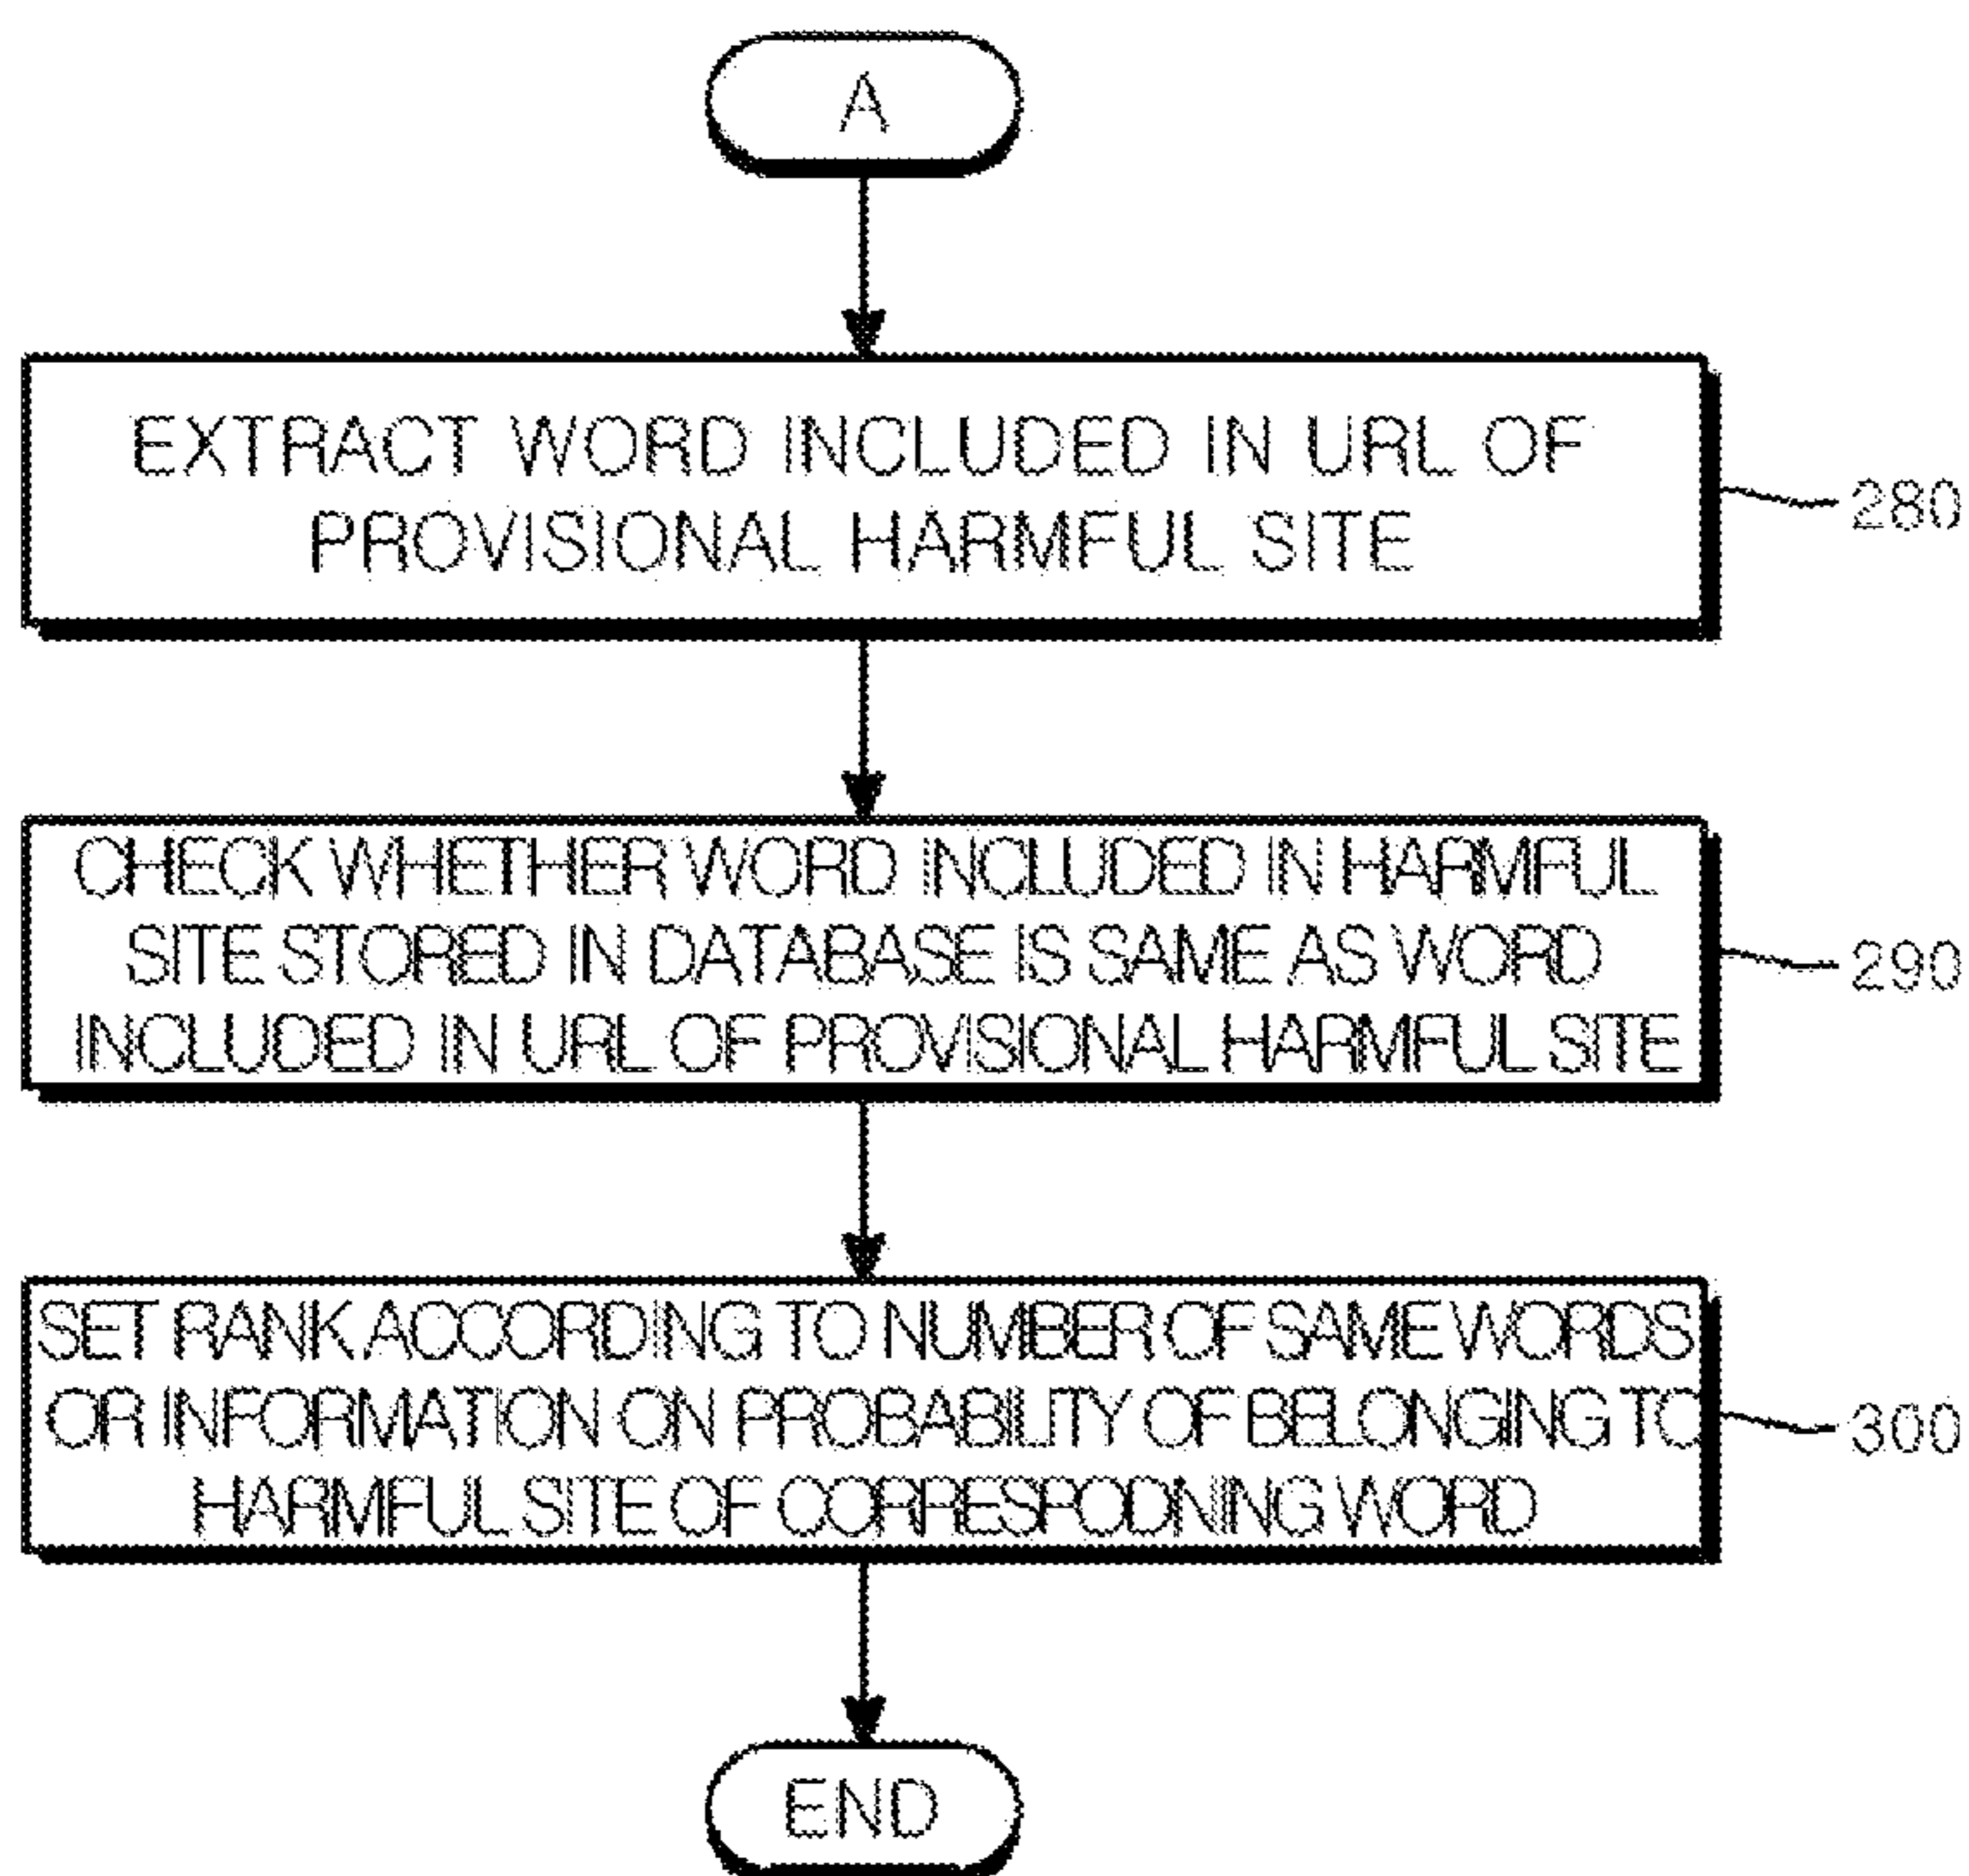 A
EXTRACT WORD INCLUDED IN URL OF
PROVISIONAL HARMFUL SITE
280
CHECK WHETHER WORD INCLUDED IN HARMFUL
SITE STORED IN DATABASE IS SAME AS WORD
INCLUDED IN URL OF PROVISIONAL HARMFUL SITE
290
SET RANK ACCORDING TO NUMBER OF SAME WORDS
OR INFORMATION ON PROBABILITY OF BELONGING TO
HARMFUL SITE OF CORRESPODNING WORD
300
END